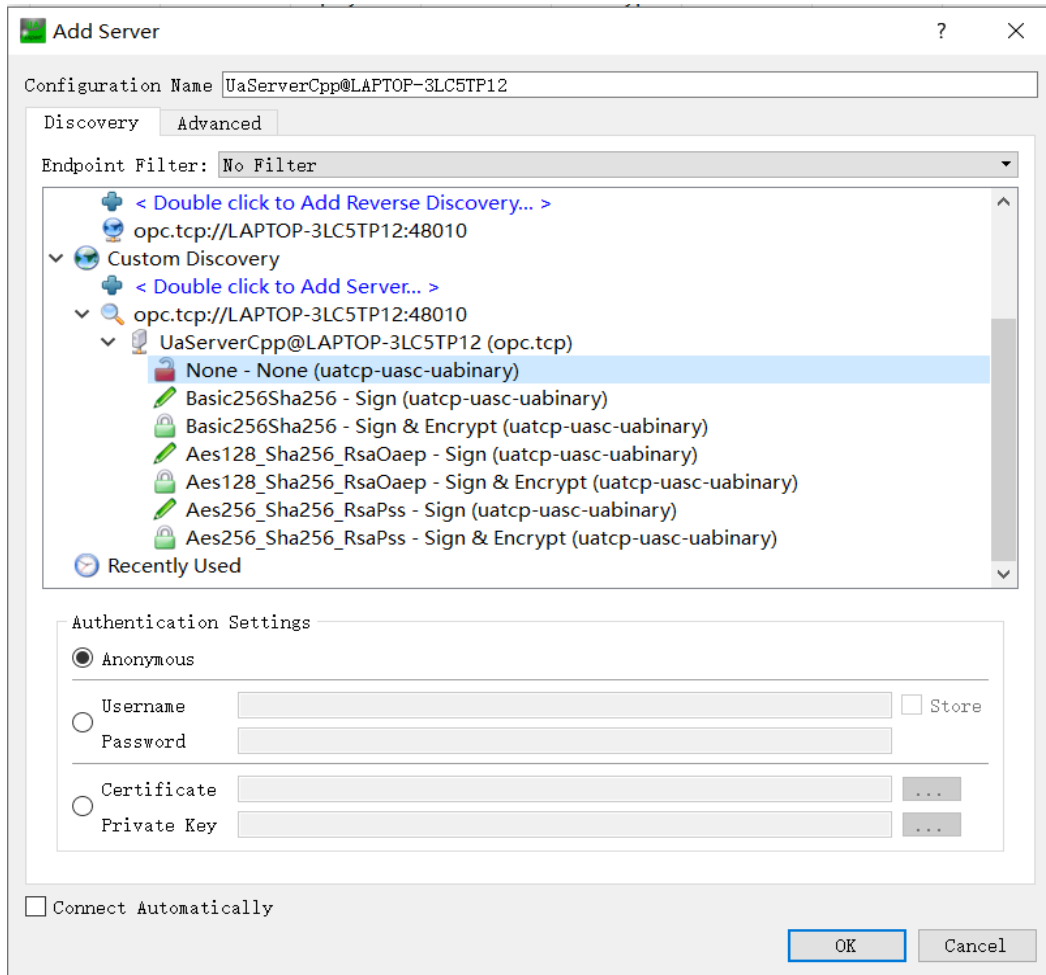 Add Server
?
Configuration Name UaServerCpp@LAPTOP-3LC5TP12
Discovery Advanced
Endpoint Filter: No Filter
< Double click to Add Reverse Discovery... >
opc.tcp://LAPTOP-3LC5TP12:48010
Custom Discovery
< Double click to Add Server... >
opc.tcp://LAPTOP-3LC5TP12:48010
UaServerCpp@LAPTOP-3LC5TP12 (opc.tcp)
None - None (uatcp-uasc-uabinary)
Basic256Sha256 - Sign (uatcp-uasc-uabinary)
Basic256Sha256 - Sign & Encrypt (uatcp-uasc-uabinary)
Aes128_Sha256_RsaOaep - Sign (uatcp-uasc-uabinary)
Aes128_Sha256_RsaOaep - Sign & Encrypt (uatcp-uasc-uabinary)
Aes256_Sha256_RsaPss - Sign (uatcp-uasc-uabinary)
Aes256_Sha256_RsaPss - Sign & Encrypt (uatcp-uasc-uabinary)
Recently Used
Authentication Settings
Anonymous
Username Store
Password
Certificate ...
Private Key ...
Connect Automatically
OK Cancel